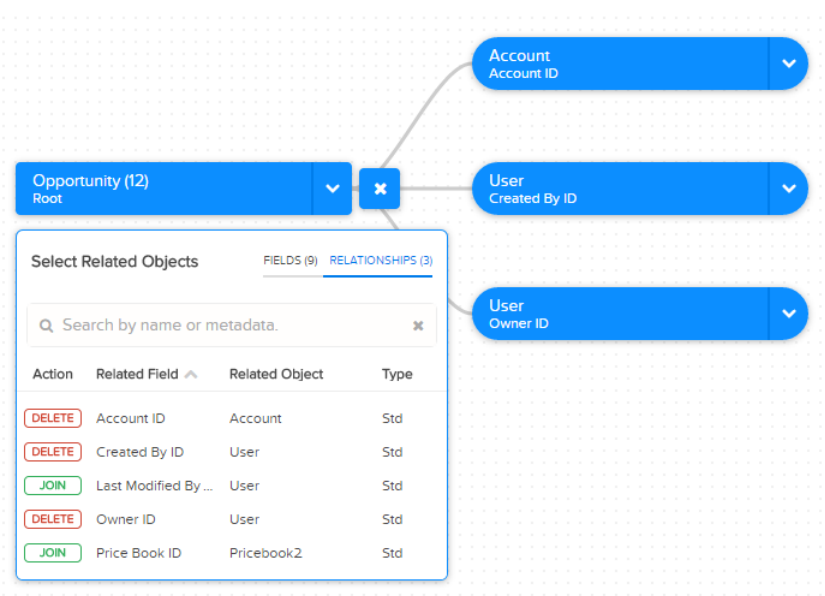 Account
Account ID
Opportunity (12)
Root
User
Created By ID
Select Related Objects
FIELDS (9) RELATIONSHIPS (3)
User
Owner ID
Search by name or metadata.
Action Related Field Related Object Type
DELETE Account ID Account Std
DELETE Created By ID User Std
JOIN Last Modified By ... User Std
DELETE Owner ID User Std
JOIN Price Book ID Pricebook2 Std